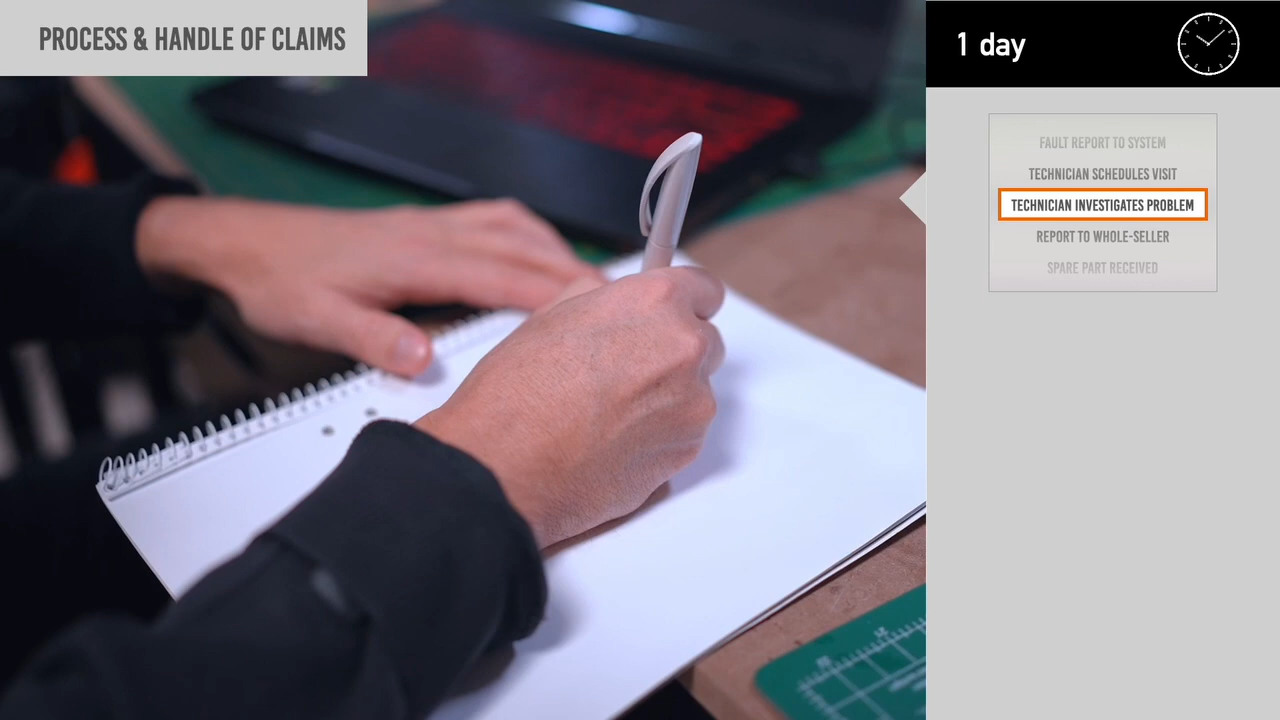 PROCESS & HANDLE OF CLAIMS
1 day
FAULT REPORT TO SYSTEM
TECHNICIAN SCHEDULES VISIT
TECHNICIAN INVESTIGATES PROBLEM
REPORT TO WHOLE-SELLER
SPARE PART RECEIVED